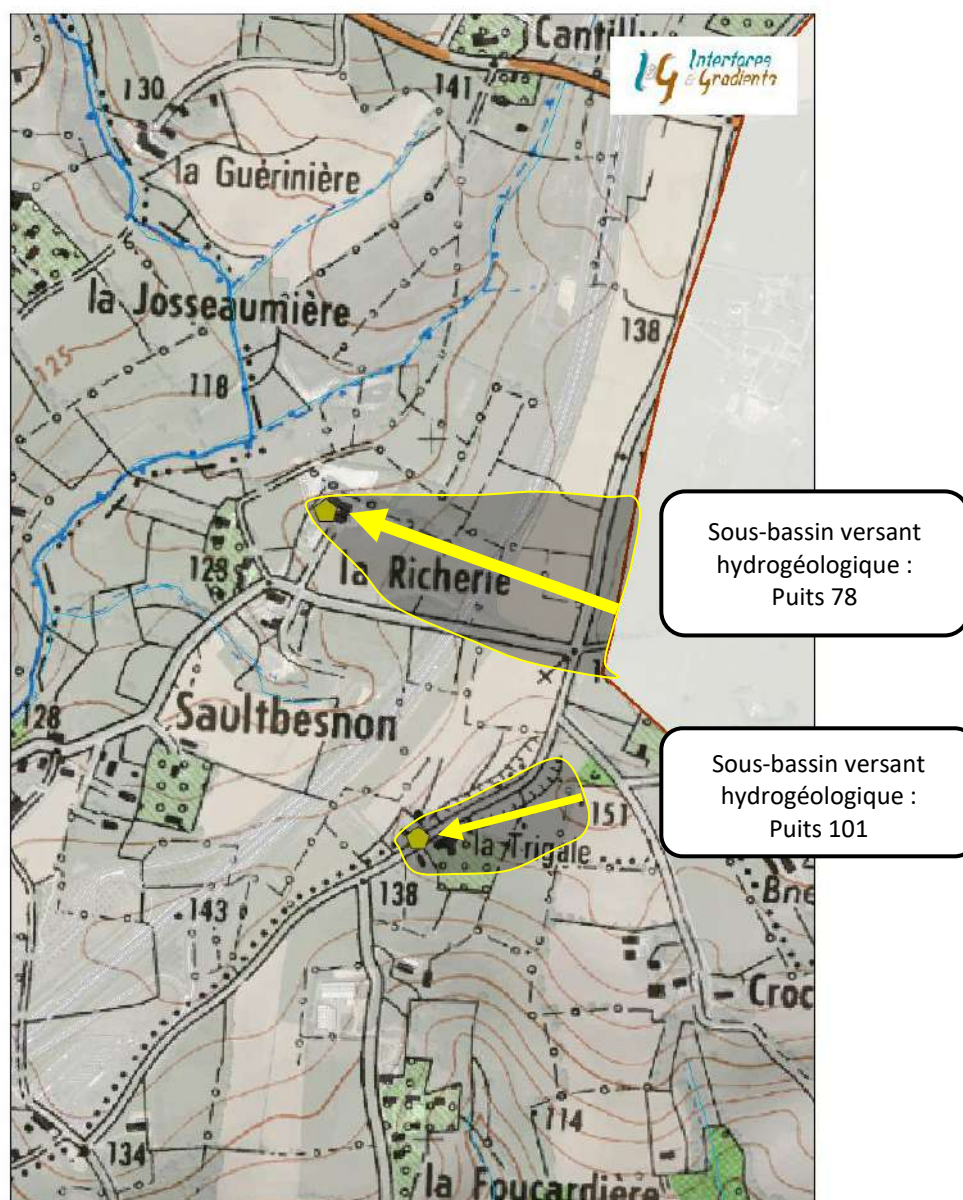 Cantilly
Interfaces
& Gradients
130
141
la Guérinière
la Josseaumière
138
125
118
Sous-bassin versant
hydrogéologique :
Puits 78
la Richerie
129
Saultbesnon
128
Sous-bassin versant
hydrogéologique :
Puits 101
151
la Trigale
138
143
Croc
114
134
la Foucardière